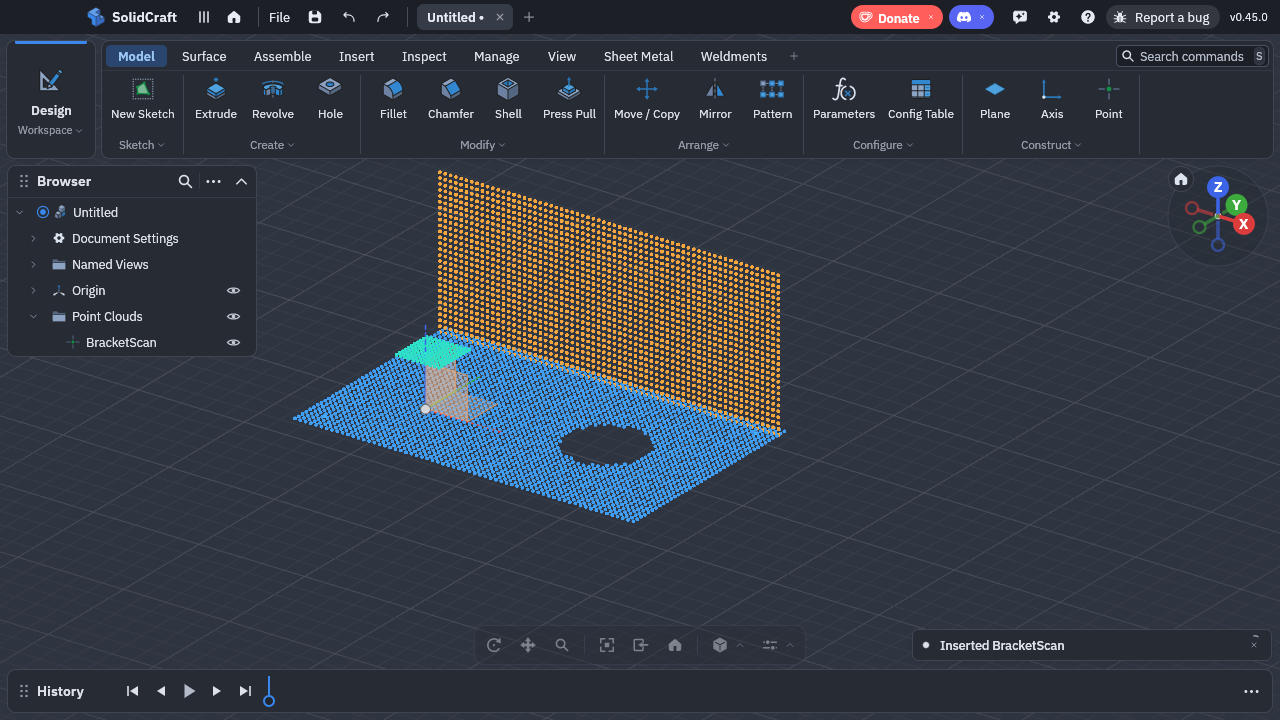 SolidCraft
File
Untitled •
Donate
Report a bug
v0.45.0
Design
Workspace
Model
Surface
Assemble
Insert
Inspect
Manage
View
Sheet Metal
Weldments
Search commands
S
New Sketch
Extrude
Revolve
Hole
Fillet
Chamfer
Shell
Press Pull
Move / Copy
Mirror
Pattern
Parameters
Config Table
Plane
Axis
Point
Sketch
Create
Modify
Arrange
Configure
Construct
Browser
Untitled
Document Settings
Named Views
Origin
Point Clouds
BracketScan
Z
Y
X
Inserted BracketScan
History